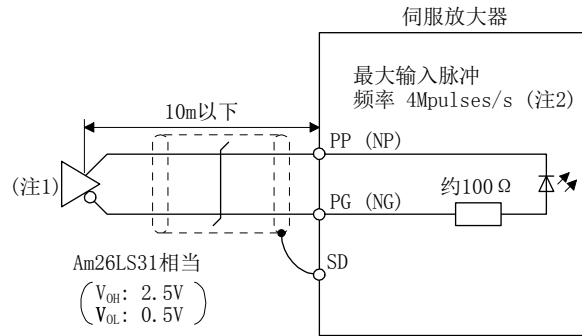 伺服放大器
最大输入脉冲
频率 4Mpulses/s (注2)
10m以下
PP (NP)
(注1)
约100Ω
PG (NG)
Am26LS31相当
SD
VOH: 2.5V
VOL: 0.5V